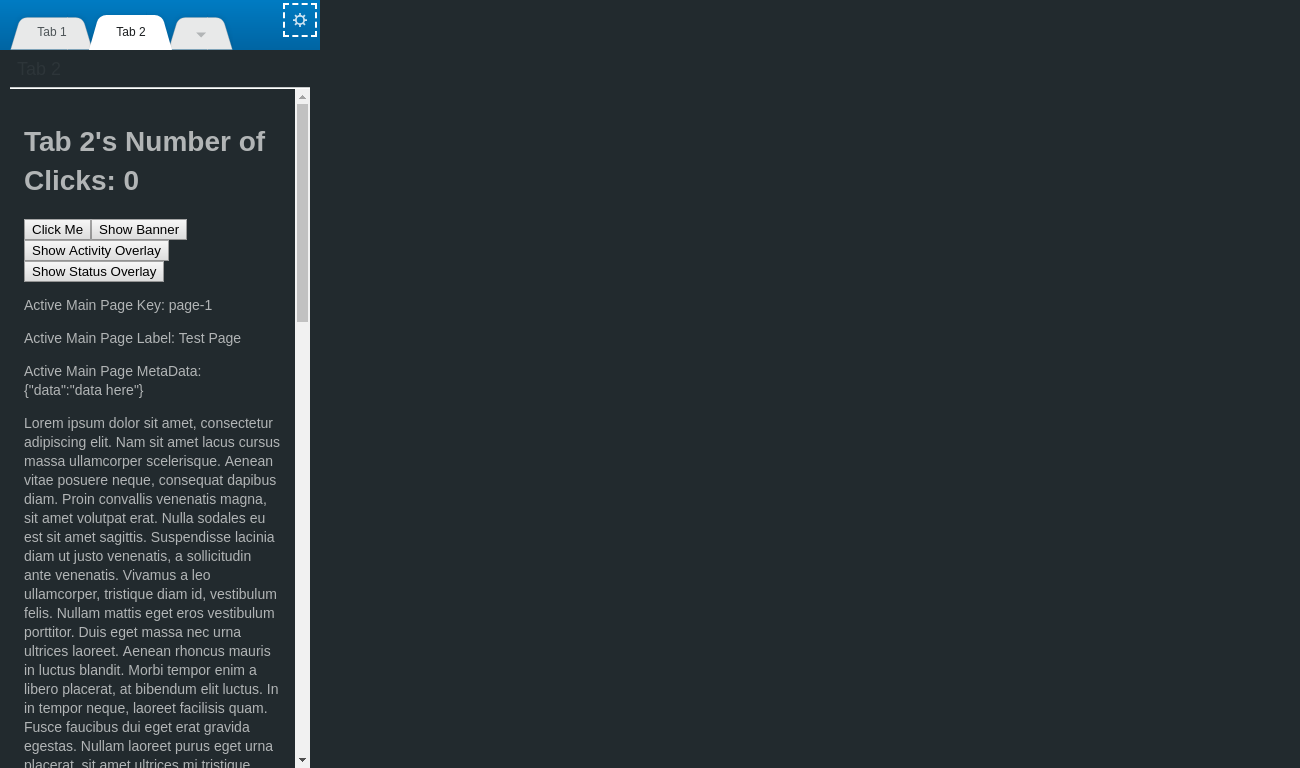 Tab 1
Tab 2
Tab 2
Tab 2's Number of
Clicks: 0
Click Me
Show Banner
Show Activity Overlay
Show Status Overlay
Active Main Page Key: page-1
Active Main Page Label: Test Page
Active Main Page MetaData:
{"data":"data here"}
Lorem ipsum dolor sit amet, consectetur
adipiscing elit. Nam sit amet lacus cursus
massa ullamcorper scelerisque. Aenean
vitae posuere neque, consequat dapibus
diam. Proin convallis venenatis magna,
sit amet volutpat erat. Nulla sodales eu
est sit amet sagittis. Suspendisse lacinia
diam ut justo venenatis, a sollicitudin
ante venenatis. Vivamus a leo
ullamcorper, tristique diam id, vestibulum
felis. Nullam mattis eget eros vestibulum
porttitor. Duis eget massa nec urna
ultrices laoreet. Aenean rhoncus mauris
in luctus blandit. Morbi tempor enim a
libero placerat, at bibendum elit luctus. In
in tempor neque, laoreet facilisis quam.
Fusce faucibus dui eget erat gravida
egestas. Nullam laoreet purus eget urna
placerat, sit amet ultrices mi tristique